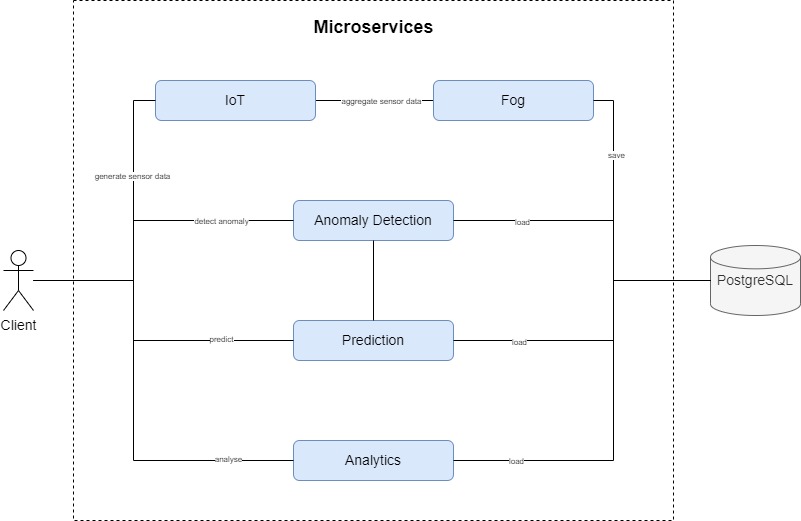 Microservices
IoT
aggregate sensor data
Fog
save
generate sensor data
detect anomaly
Anomaly Detection
load
Client
PostgreSQL
predict
Prediction
load
analyse
Analytics
load